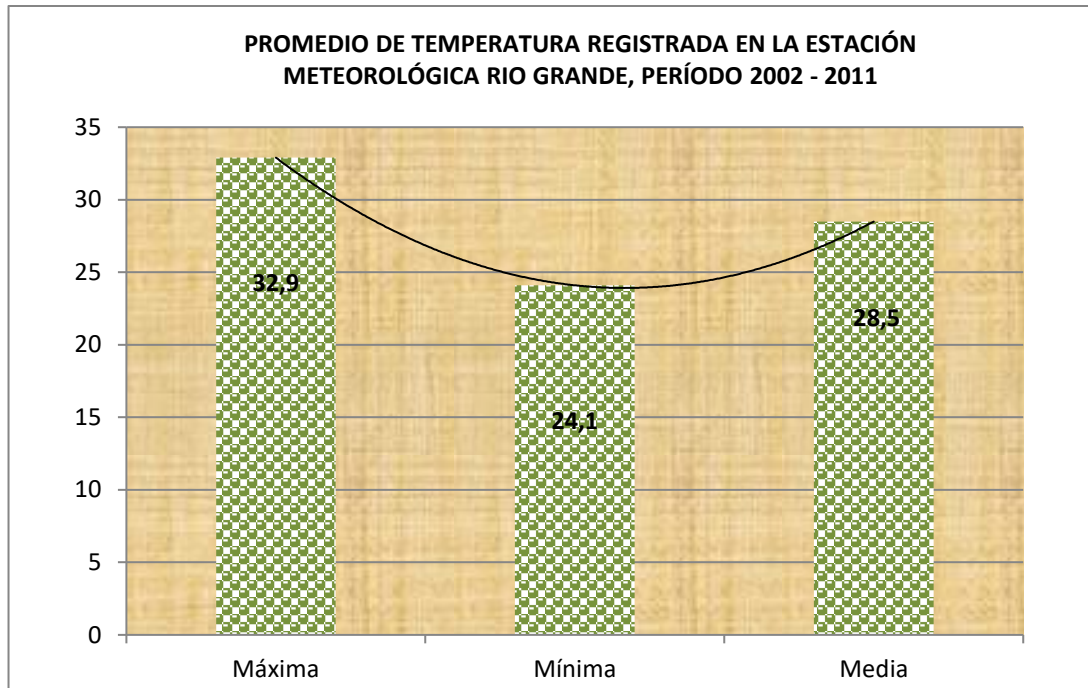 PROMEDIO DE TEMPERATURA REGISTRADA EN LA ESTACIÓN
METEOROLÓGICA RIO GRANDE, PERÍODO 2002 - 2011
35
30
25
20
15
10
5
0
32,9
24,1
28,5
Máxima
Mínima
Media